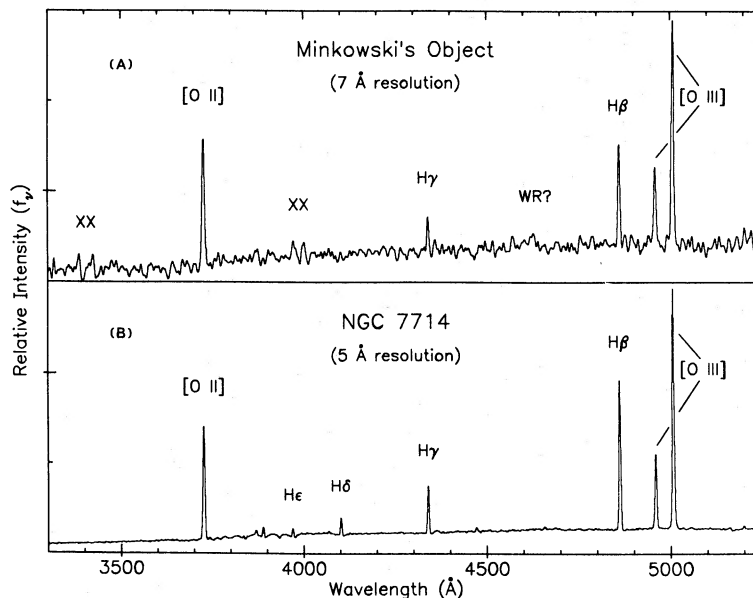 (A)
Minkowski's Object
(7 Å resolution)
[O II]
[O III]
Hβ
Hγ
WR?
XX
XX
Relative Intensity (fν)
(B)
NGC 7714
(5 Å resolution)
[O II]
[O III]
Hβ
Hγ
Hδ
Hε
3500
4000
4500
5000
Wavelength (Å)